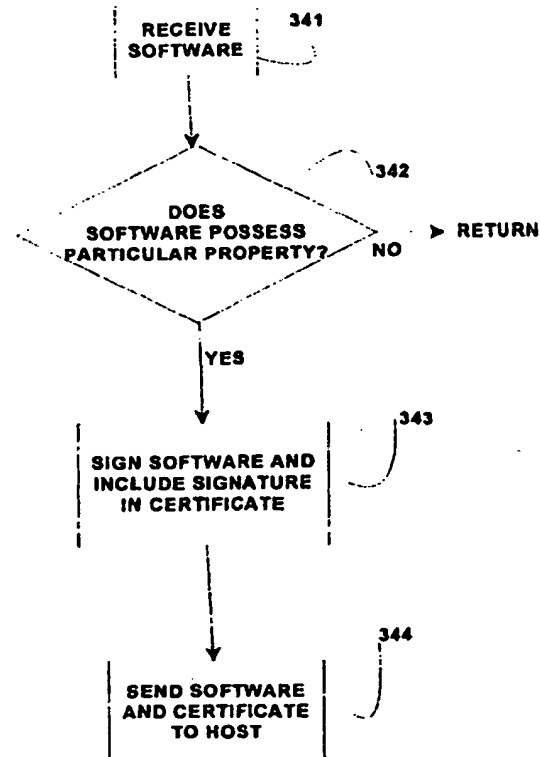 RECEIVE
SOFTWARE
341
342
DOES
SOFTWARE POSSESS
PARTICULAR PROPERTY?
NO
RETURN
YES
343
SIGN SOFTWARE AND
INCLUDE SIGNATURE
IN CERTIFICATE
344
SEND SOFTWARE
AND CERTIFICATE
TO HOST